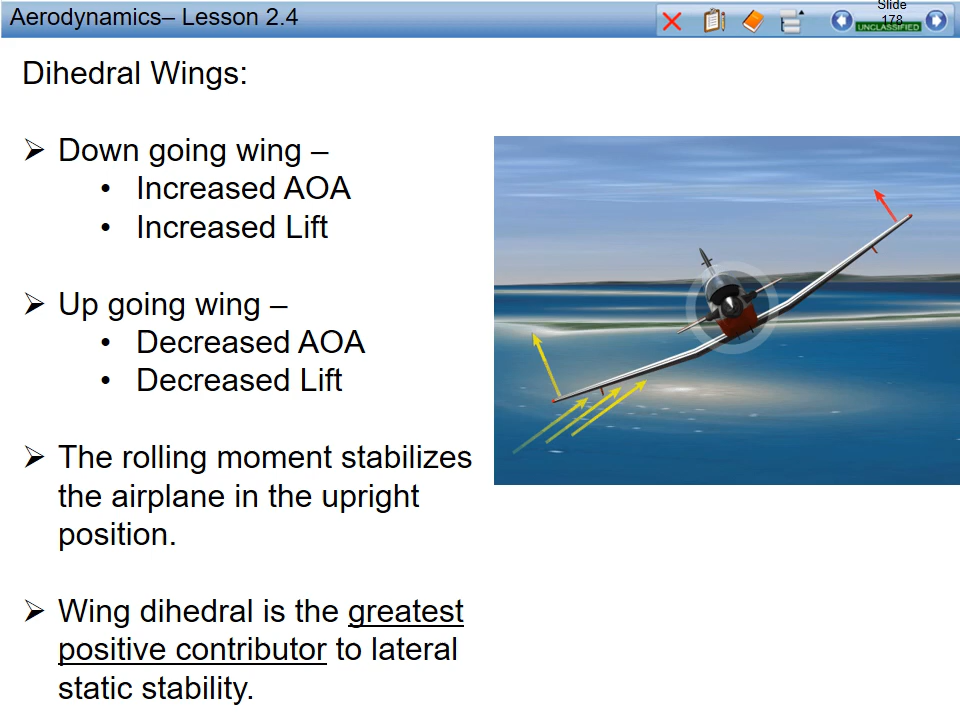 Aerodynamics– Lesson 2.4
Slide
178
UNCLASSIFIED
Dihedral Wings:
➢ Down going wing –
• Increased AOA
• Increased Lift
➢ Up going wing –
• Decreased AOA
• Decreased Lift
➢ The rolling moment stabilizes
the airplane in the upright
position.
➢ Wing dihedral is the greatest
positive contributor to lateral
static stability.